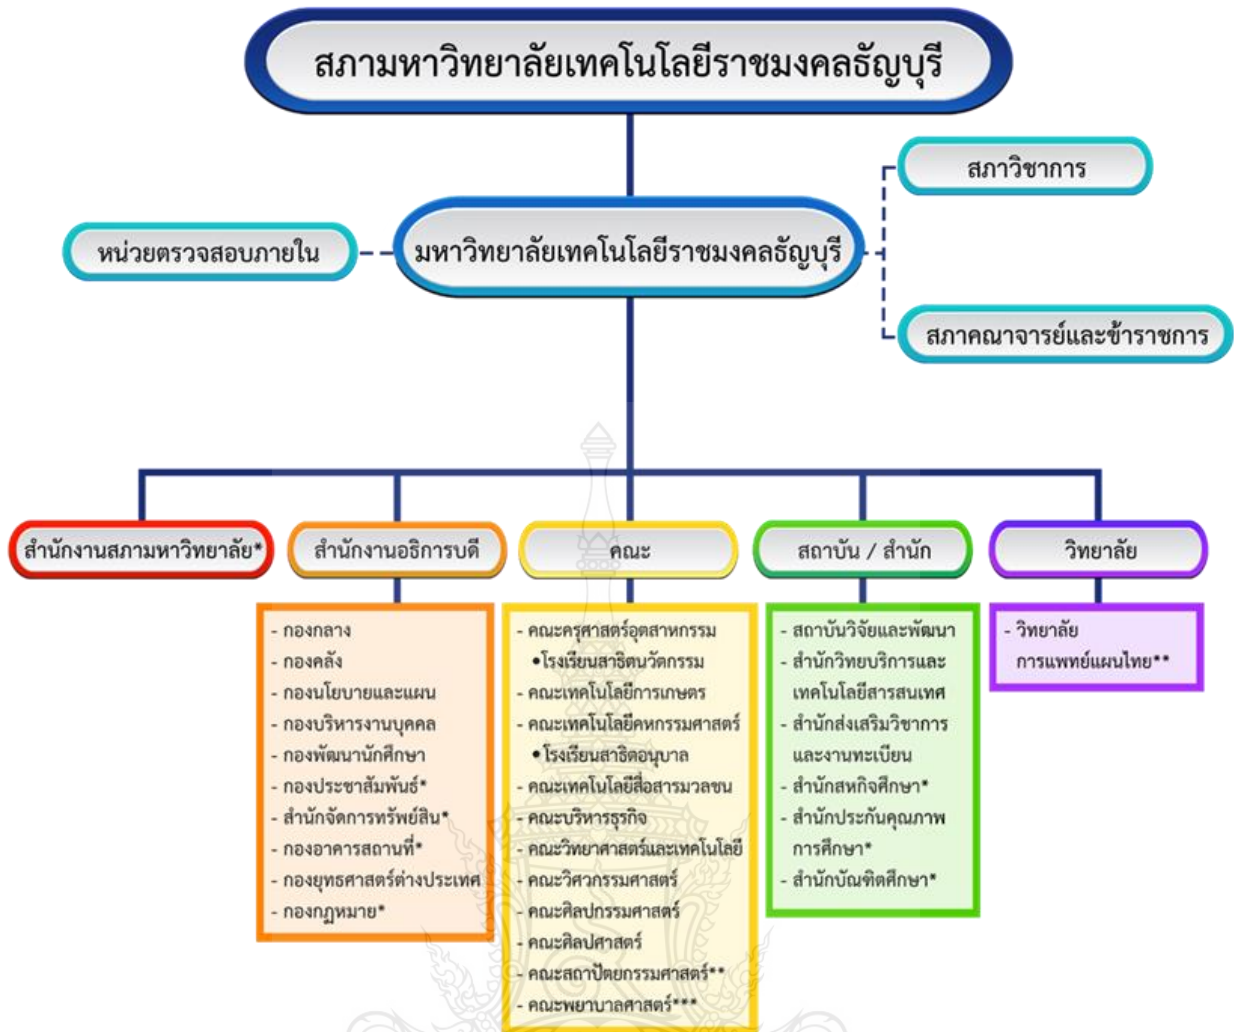 สภามหาวิทยาลัยเทคโนโลยีราชมงคลธัญบุรี
สภาวิชาการ
หน่วยตรวจสอบภายใน
มหาวิทยาลัยเทคโนโลยีราชมงคลธัญบุรี
สภาคณาจารย์และข้าราชการ
สำนักงานสภามหาวิทยาลัย*
สำนักงานอธิการบดี
คณะ
สถาบัน / สำนัก
วิทยาลัย
- กองกลาง
- กองคลัง
- กองนโยบายและแผน
- กองบริหารงานบุคคล
- กองพัฒนานักศึกษา
- กองประชาสัมพันธ์*
- สำนักจัดการทรัพย์สิน*
- กองอาคารสถานที่*
- กองยุทธศาสตร์ต่างประเทศ
- กองกฎหมาย*
- คณะครุศาสตร์อุตสาหกรรม
•โรงเรียนสาธิตนวัตกรรม
- คณะเทคโนโลยีการเกษตร
- คณะเทคโนโลยีคหกรรมศาสตร์
•โรงเรียนสาธิตอนุบาล
- คณะเทคโนโลยีสื่อสารมวลชน
- คณะบริหารธุรกิจ
- คณะวิทยาศาสตร์และเทคโนโลยี
- คณะวิศวกรรมศาสตร์
- คณะศิลปกรรมศาสตร์
- คณะศิลปศาสตร์
- คณะสถาปัตยกรรมศาสตร์**
- คณะพยาบาลศาสตร์***
- สถาบันวิจัยและพัฒนา
- สำนักวิทยบริการและ
เทคโนโลยีสารสนเทศ
- สำนักส่งเสริมวิชาการ
และงานทะเบียน
- สำนักสหกิจศึกษา*
- สำนักประกันคุณภาพ
การศึกษา*
- สำนักบัณฑิตศึกษา*
- วิทยาลัย
การแพทย์แผนไทย**